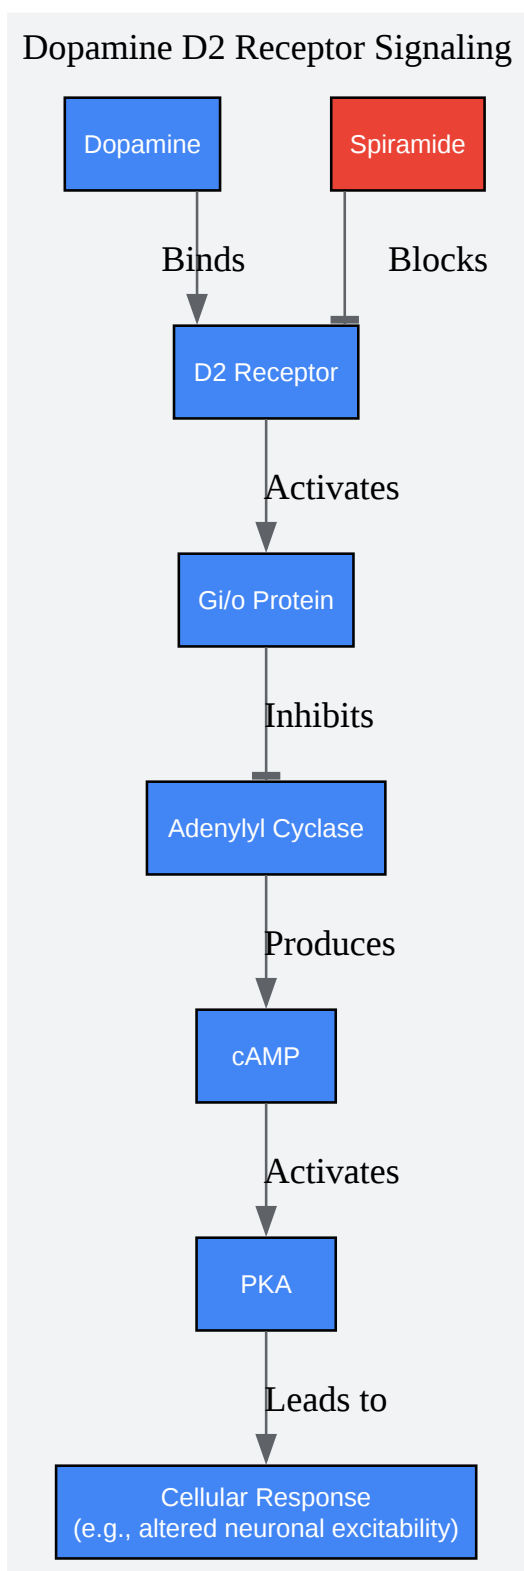 Dopamine D2 Receptor Signaling
Dopamine
Spiramide
Binds
Blocks
D2 Receptor
Activates
Gi/o Protein
Inhibits
Adenylyl Cyclase
Produces
cAMP
Activates
PKA
Leads to
Cellular Response
(e.g., altered neuronal excitability)